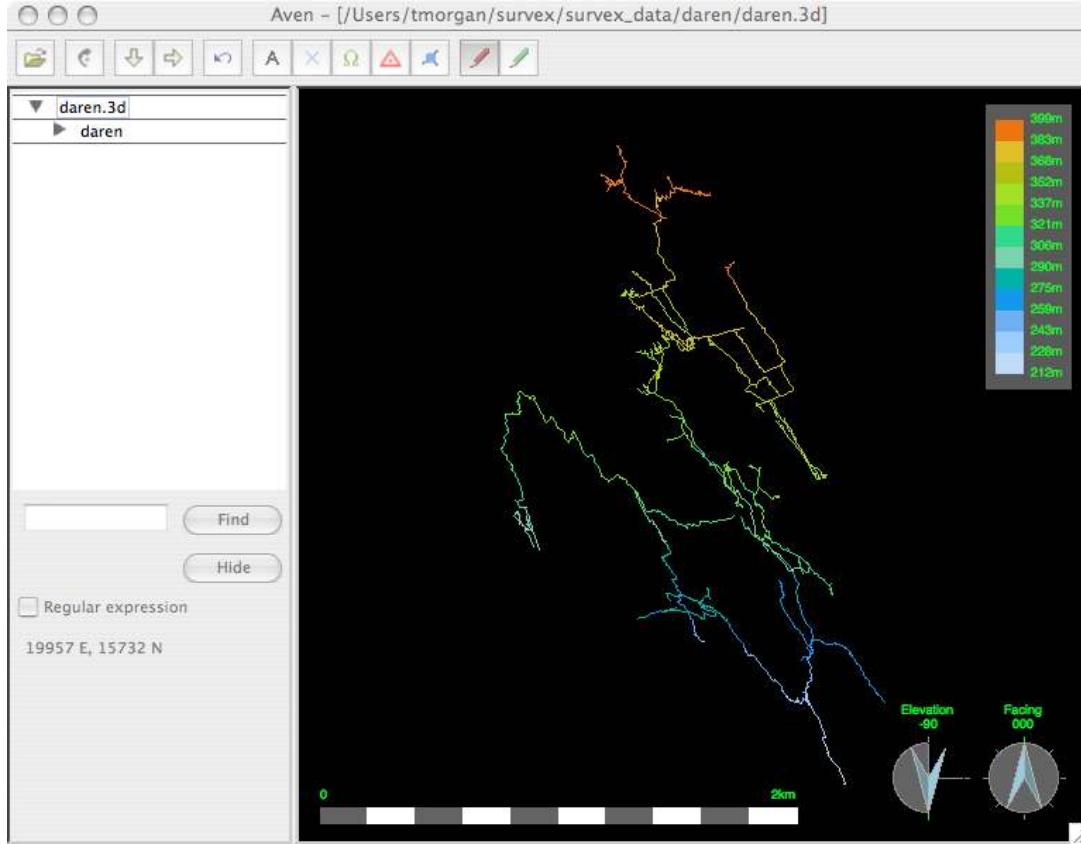 Aven – [/Users/tmorgan/survex/survex_data/daren/daren.3d]
A
Ω
daren.3d
daren
Find
Hide
Regular expression
19957 E, 15732 N
399m
383m
368m
352m
337m
321m
306m
290m
275m
259m
243m
228m
212m
Elevation
-90
Facing
000
0
2km